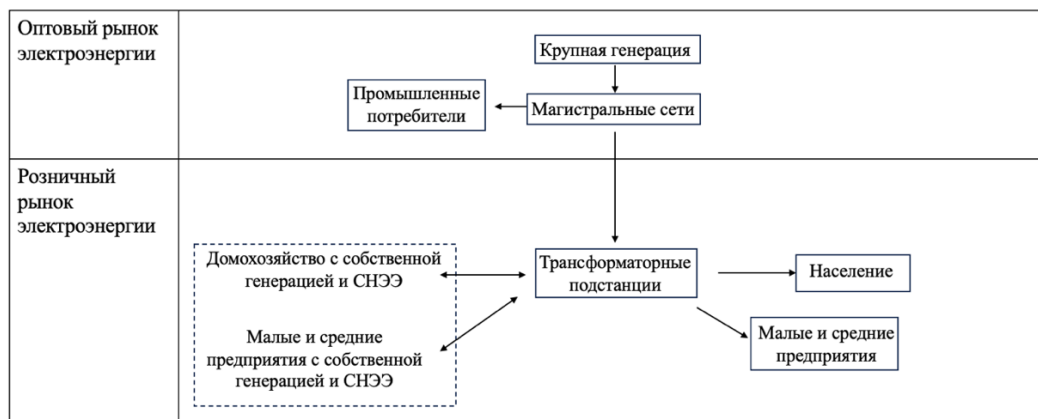 Оптовый рынок
электроэнергии
Крупная генерация
Промышленные
потребители
Магистральные сети
Розничный
рынок
электроэнергии
Домохозяйство с собственной
генерацией и СНЭЭ
Трансформаторные
подстанции
Население
Малые и средние
предприятия с собственной
генерацией и СНЭЭ
Малые и средние
предприятия